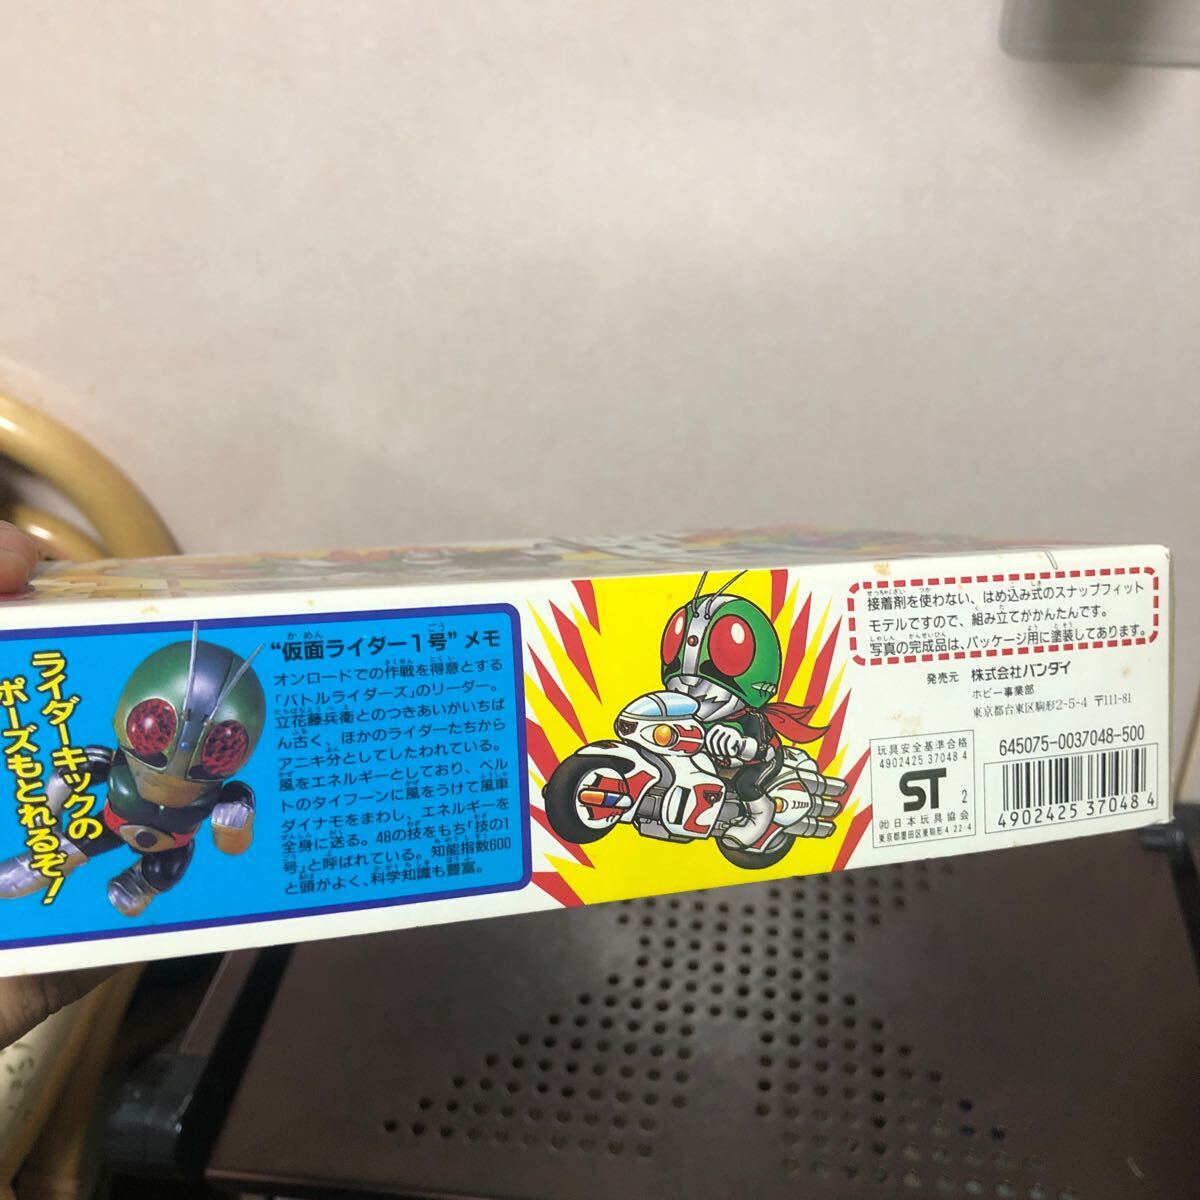 ライダーキックの
ポーズもとれるぞ！
“仮面ライダー1号”メモ
オンロードでの作戦を得意とする
「バトルライダーズ」のリーダー。
立花藤兵衛とのつきあいがいちば
ん古く、ほかのライダーたちから
アニキ分としてしたわれている。
風をエネルギーとしており、ベル
トのタイフーンに風をうけて風車
ダイナモをまわし、エネルギーを
全身に送る。48の技をもち「技の1
号」と呼ばれている。知能指数600
と頭がよく、科学知識も豊富。
接着剤を使わない、はめ込み式のスナップフィット
モデルですので、組み立てがかんたんです。
写真の完成品は、パッケージ用に塗装してあります。
発売元 株式会社バンダイ
ホビー事業部
東京都台東区駒形2-5-4 〒111-81
玩具安全基準合格
4902425 37048 4
ST 2
㈳日本玩具協会
東京都墨田区東駒形4-22-4
645075-0037048-500
4902425 370484